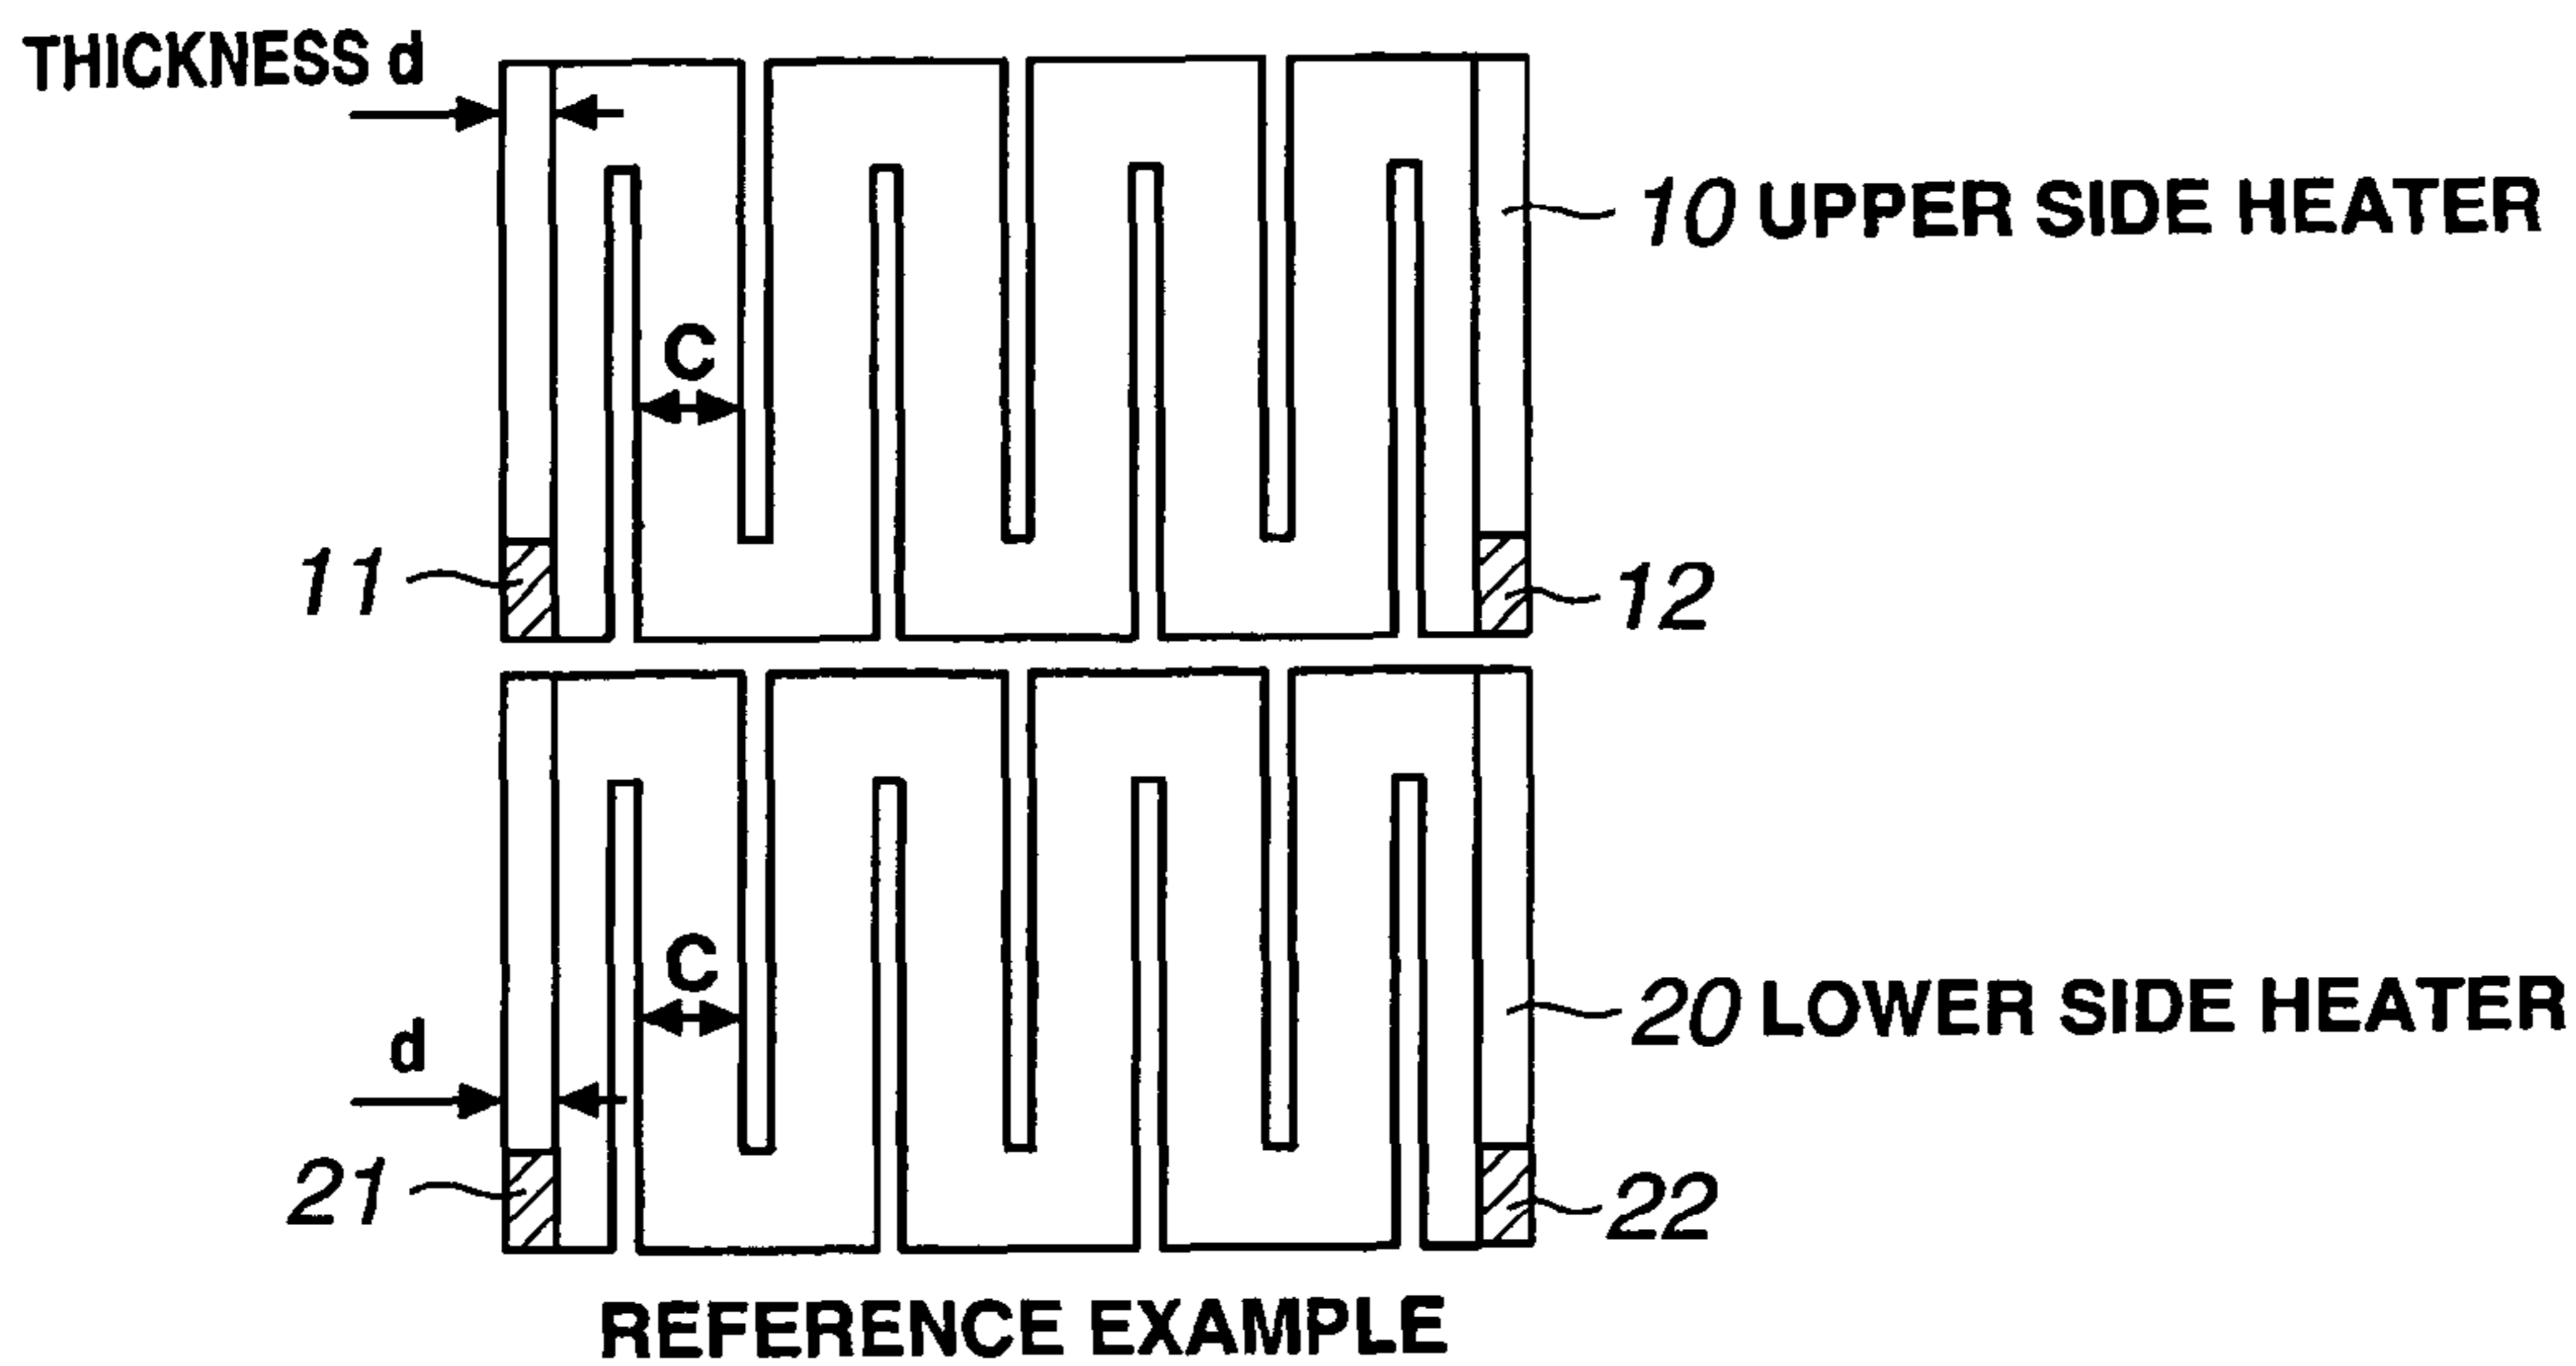 THICKNESS d
10 UPPER SIDE HEATER
C
11
12
C
20 LOWER SIDE HEATER
d
21
22
REFERENCE EXAMPLE